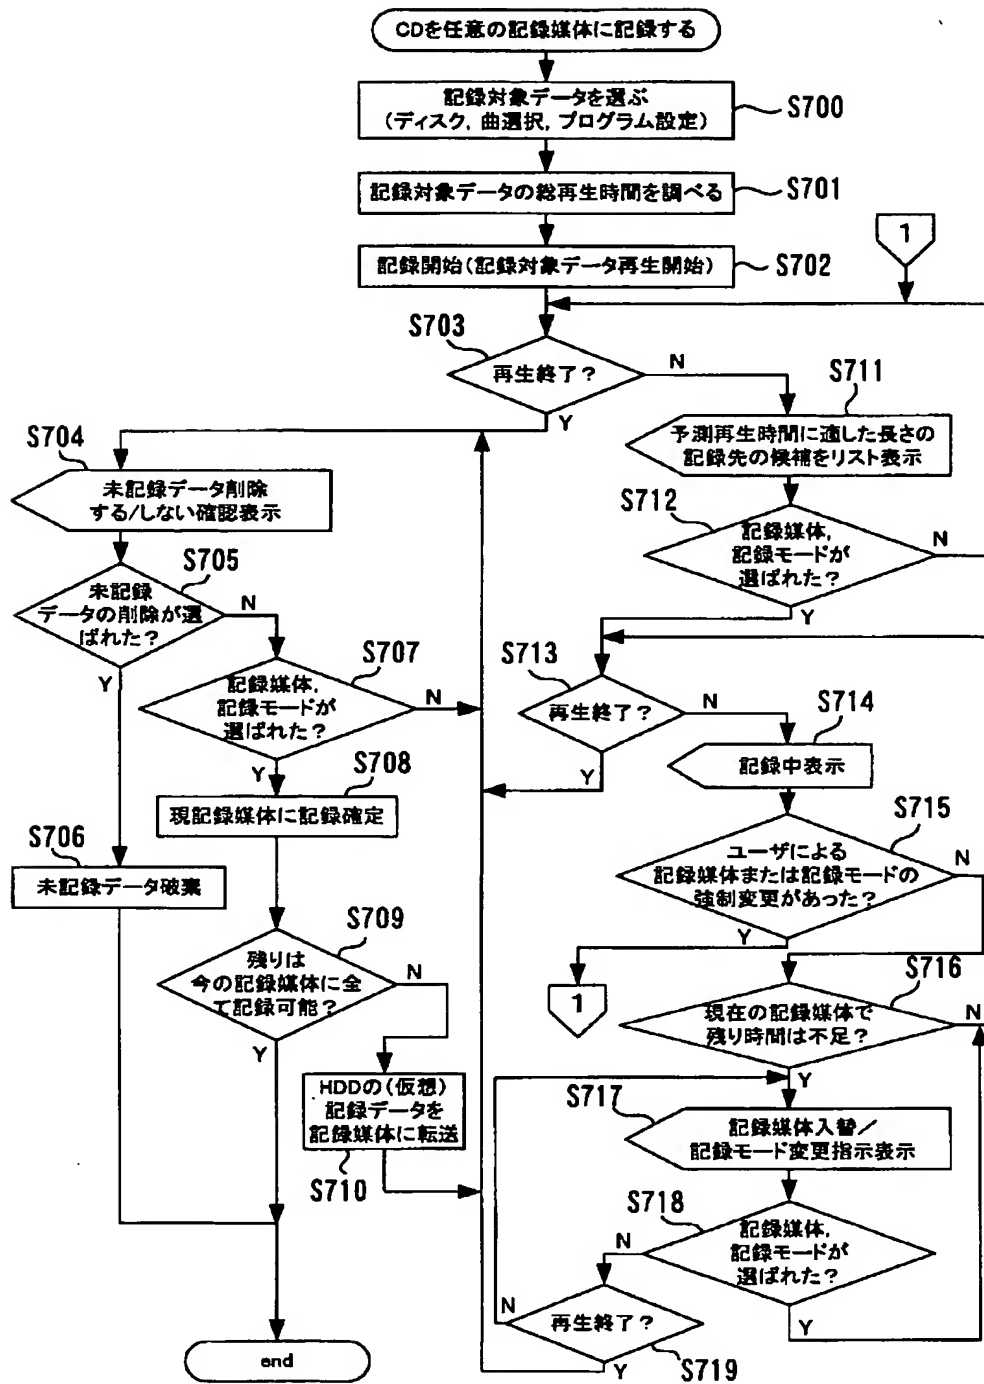 CDを任意の記録媒体に記録する
記録対象データを選ぶ
(ディスク, 曲選択, プログラム設定)
S700
記録対象データの総再生時間を調べる
S701
1
記録開始(記録対象データ再生開始)
S702
S703
再生終了?
N
Y
S711
予測再生時間に適した長さの
記録先の候補をリスト表示
S704
未記録データ削除
する/しない確認表示
S712
記録媒体,
記録モードが
選ばれた?
N
Y
S705
未記録
データの削除が選
ばれた?
N
Y
S707
記録媒体,
記録モードが
選ばれた?
N
Y
S713
再生終了?
N
Y
S714
記録中表示
S708
現記録媒体に記録確定
S715
ユーザによる
記録媒体または記録モードの
強制変更があった?
N
Y
S706
未記録データ破棄
S709
残りは
今の記録媒体に全
て記録可能?
N
Y
1
S716
現在の記録媒体で
残り時間は不足?
N
Y
HDDの(仮想)
記録データを
記録媒体に転送
S710
S717
記録媒体入替/
記録モード変更指示表示
S718
記録媒体,
記録モードが
選ばれた?
N
Y
N
再生終了?
Y
S719
end